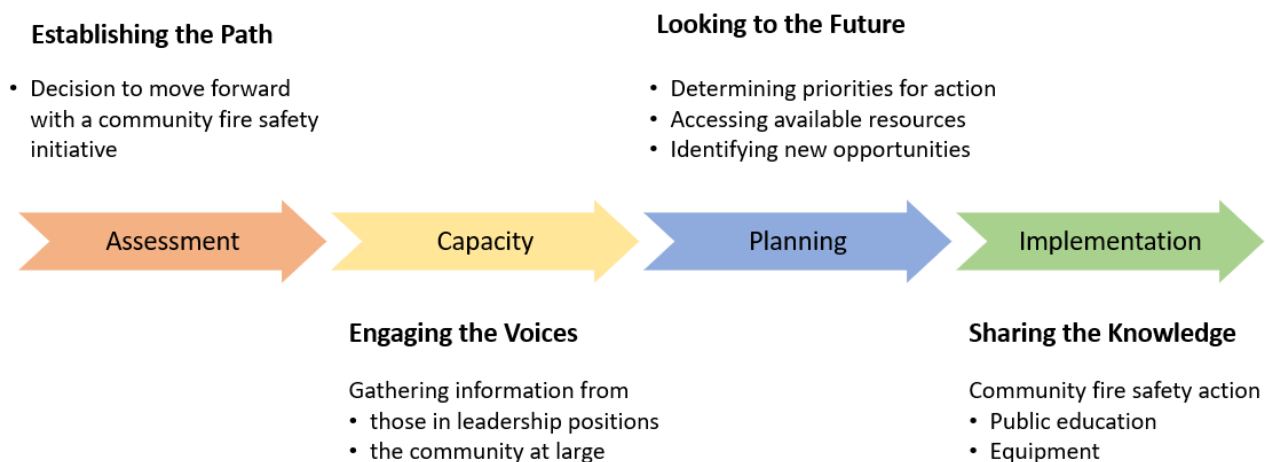 Establishing the Path
• Decision to move forward
with a community fire safety
initiative
Looking to the Future
• Determining priorities for action
• Accessing available resources
• Identifying new opportunities
Assessment
Capacity
Planning
Implementation
Engaging the Voices
Gathering information from
• those in leadership positions
• the community at large
Sharing the Knowledge
Community fire safety action
• Public education
• Equipment